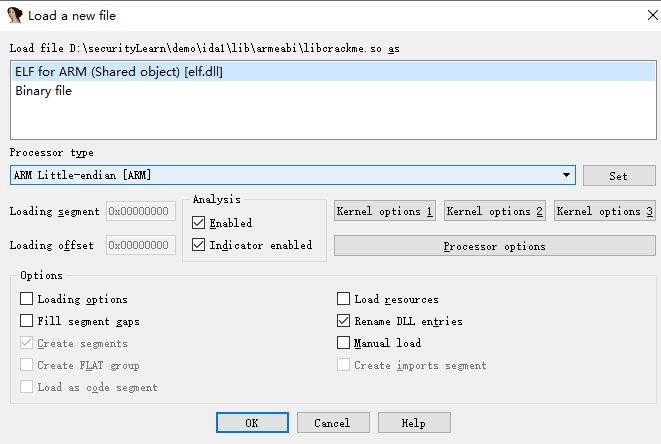 Load a new file
Load file D:\securityLearn\demo\ida1\lib\armeabi\libcrackme.so as
ELF for ARM (Shared object) [elf.dll]
Binary file
Processor type
ARM Little-endian [ARM]
Set
Loading segment 0x00000000
Loading offset 0x00000000
Analysis
Enabled
Indicator enabled
Kernel options 1
Kernel options 2
Kernel options 3
Processor options
Options
Loading options
Fill segment gaps
Create segments
Create FLAT group
Load as code segment
Load resources
Rename DLL entries
Manual load
Create imports segment
OK
Cancel
Help